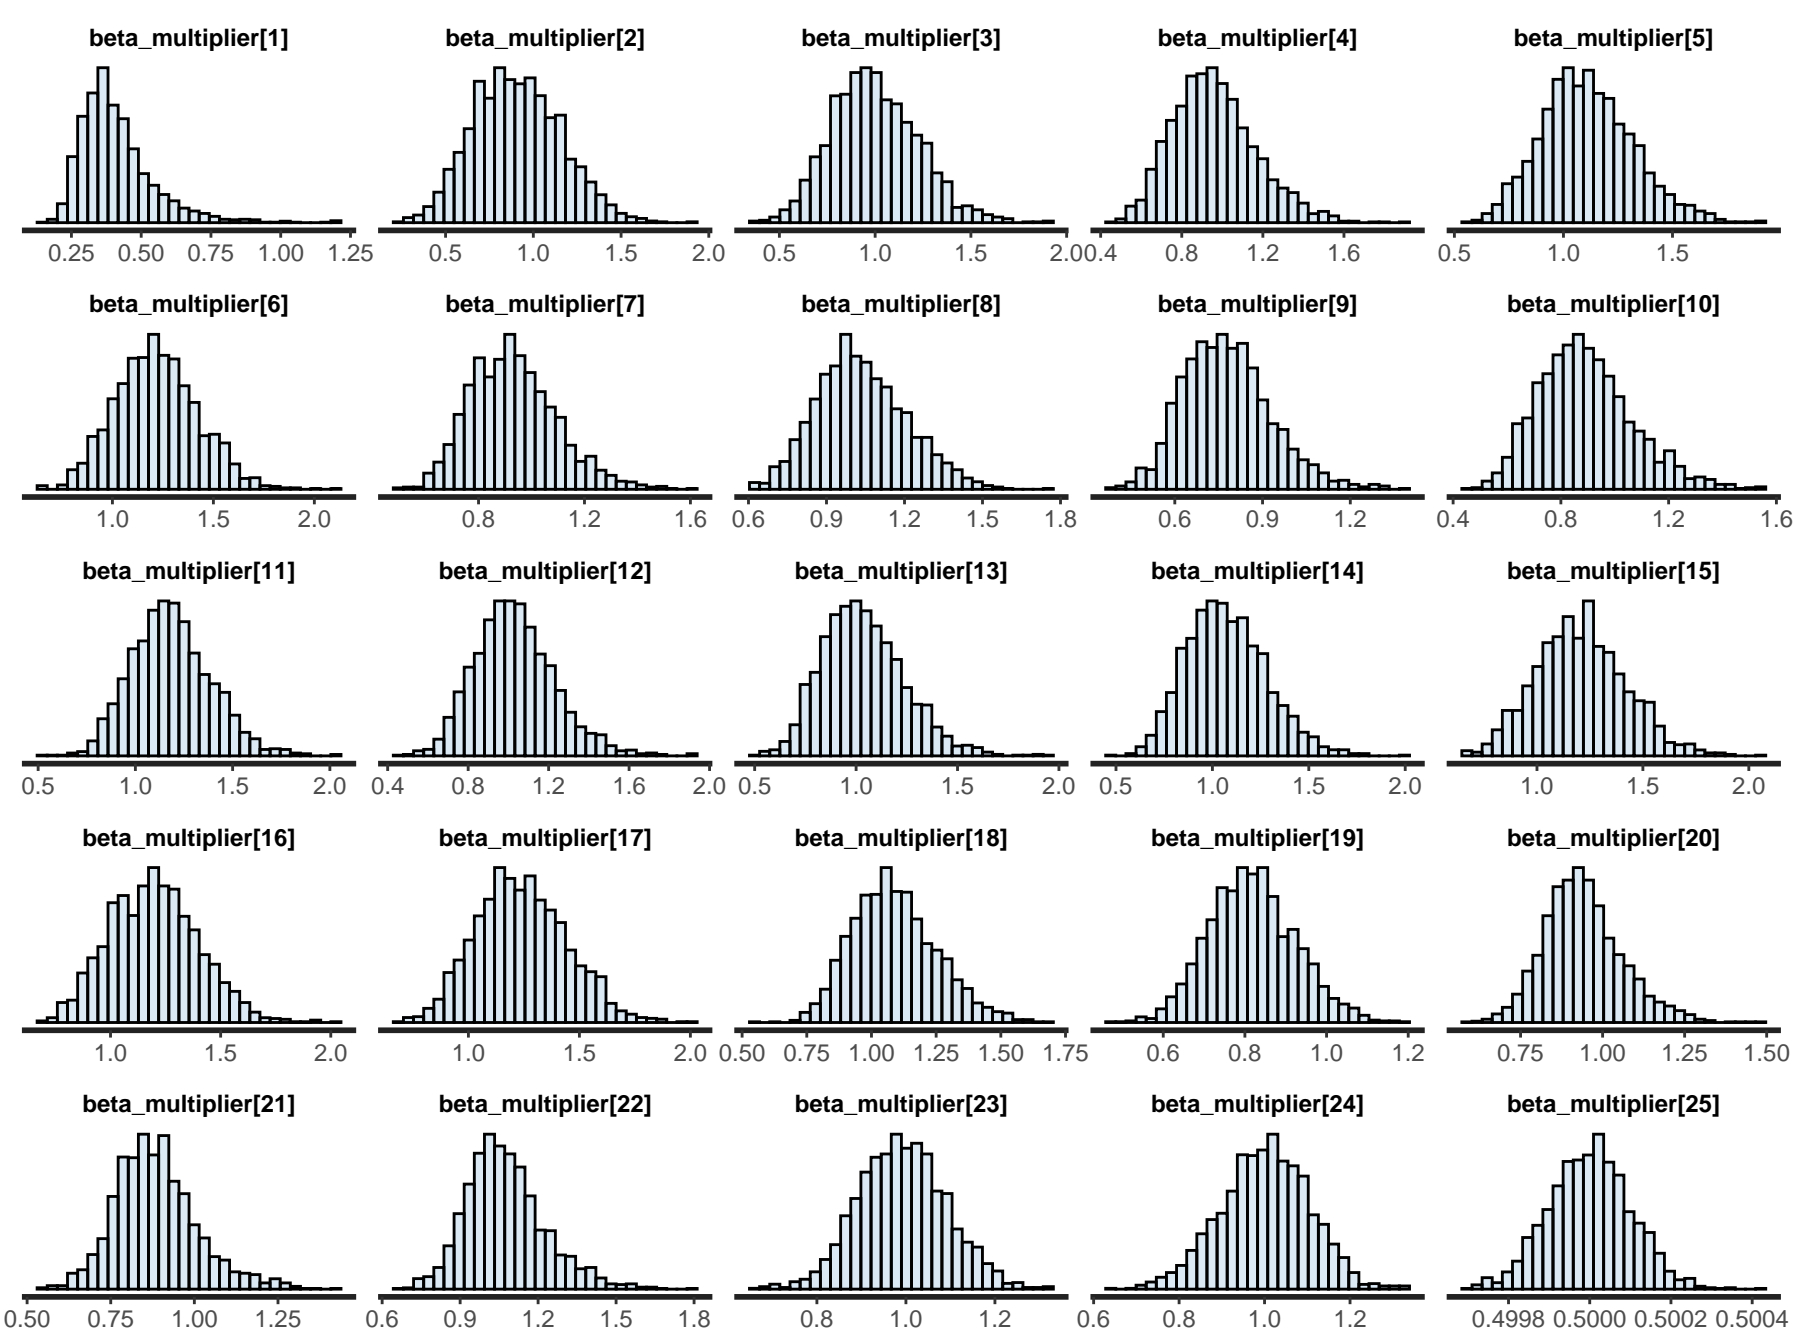 beta_multiplier[1] beta_multiplier[2] beta_multiplier[3] beta_multiplier[4] beta_multiplier[5]
0.25 0.50 0.75 1.00 1.25 0.5 1.0 1.5 2.0 0.5 1.0 1.5 2.0 0.4 0.8 1.2 1.6 0.5 1.0 1.5
beta_multiplier[6] beta_multiplier[7] beta_multiplier[8] beta_multiplier[9] beta_multiplier[10]
1.0 1.5 2.0 0.8 1.2 1.6 0.6 0.9 1.2 1.5 1.8 0.6 0.9 1.2 0.4 0.8 1.2 1.6
beta_multiplier[11] beta_multiplier[12] beta_multiplier[13] beta_multiplier[14] beta_multiplier[15]
0.5 1.0 1.5 2.0 0.4 0.8 1.2 1.6 2.0 0.5 1.0 1.5 2.0 0.5 1.0 1.5 2.0 1.0 1.5 2.0
beta_multiplier[16] beta_multiplier[17] beta_multiplier[18] beta_multiplier[19] beta_multiplier[20]
1.0 1.5 2.0 1.0 1.5 2.0 0.50 0.75 1.00 1.25 1.50 1.75 0.6 0.8 1.0 1.2 0.75 1.00 1.25 1.50
beta_multiplier[21] beta_multiplier[22] beta_multiplier[23] beta_multiplier[24] beta_multiplier[25]
0.50 0.75 1.00 1.25 0.6 0.9 1.2 1.5 1.8 0.8 1.0 1.2 0.6 0.8 1.0 1.2 0.4998 0.5000 0.5002 0.5004